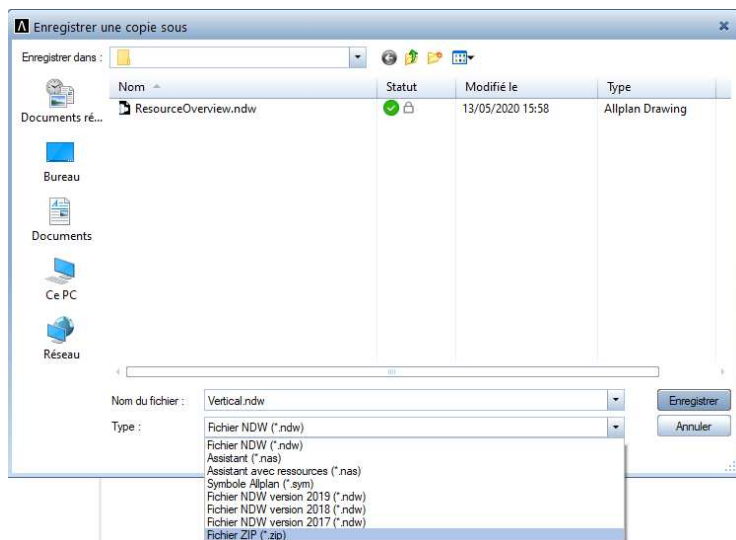 Enregistrer une copie sous
Enregistrer dans :
Nom Statut Modifié le Type
ResourceOverview.ndw 13/05/2020 15:58 Allplan Drawing
Documents ré...
Bureau
Documents
Ce PC
Réseau
Nom du fichier : Vertical.ndw Enregistrer
Type : Fichier NDW (*.ndw) Annuler
Fichier NDW (*.ndw)
Assistant (*.nas)
Assistant avec ressources (*.nas)
Symbole Allplan (*.sym)
Fichier NDW version 2019 (*.ndw)
Fichier NDW version 2018 (*.ndw)
Fichier NDW version 2017 (*.ndw)
Fichier ZIP (*.zip)